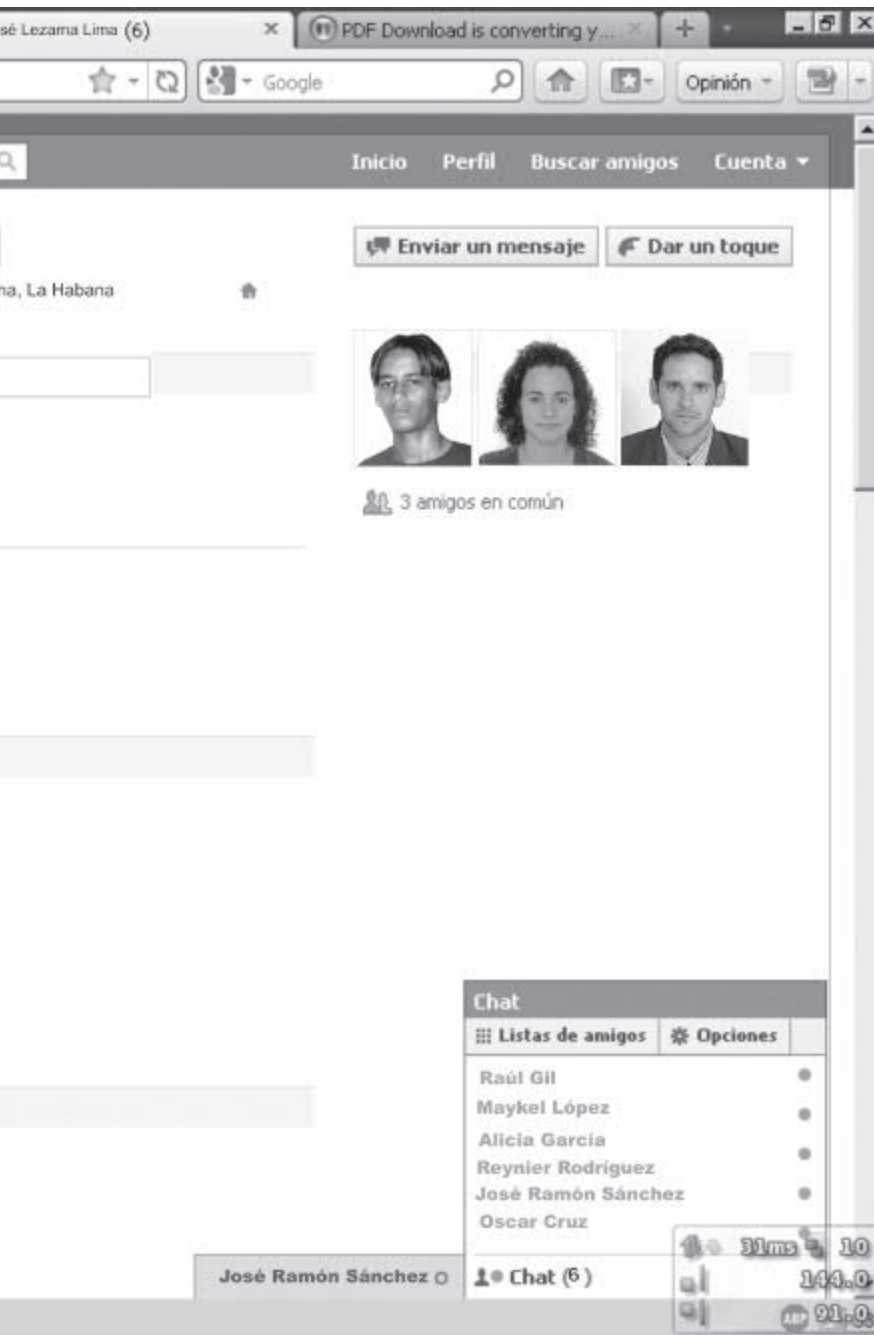 sé Lezama Lima (6) PDF Download is converting y...
Google Opinión
Inicio Perfil Buscar amigos Cuenta
Enviar un mensaje Dar un toque
na, La Habana
3 amigos en común
Chat
Listas de amigos Opciones
Raúl Gil
Maykel López
Alicia García
Reynier Rodríguez
José Ramón Sánchez
Oscar Cruz
31ms 10
José Ramón Sánchez Chat (6)
144.0
ABP 91.9